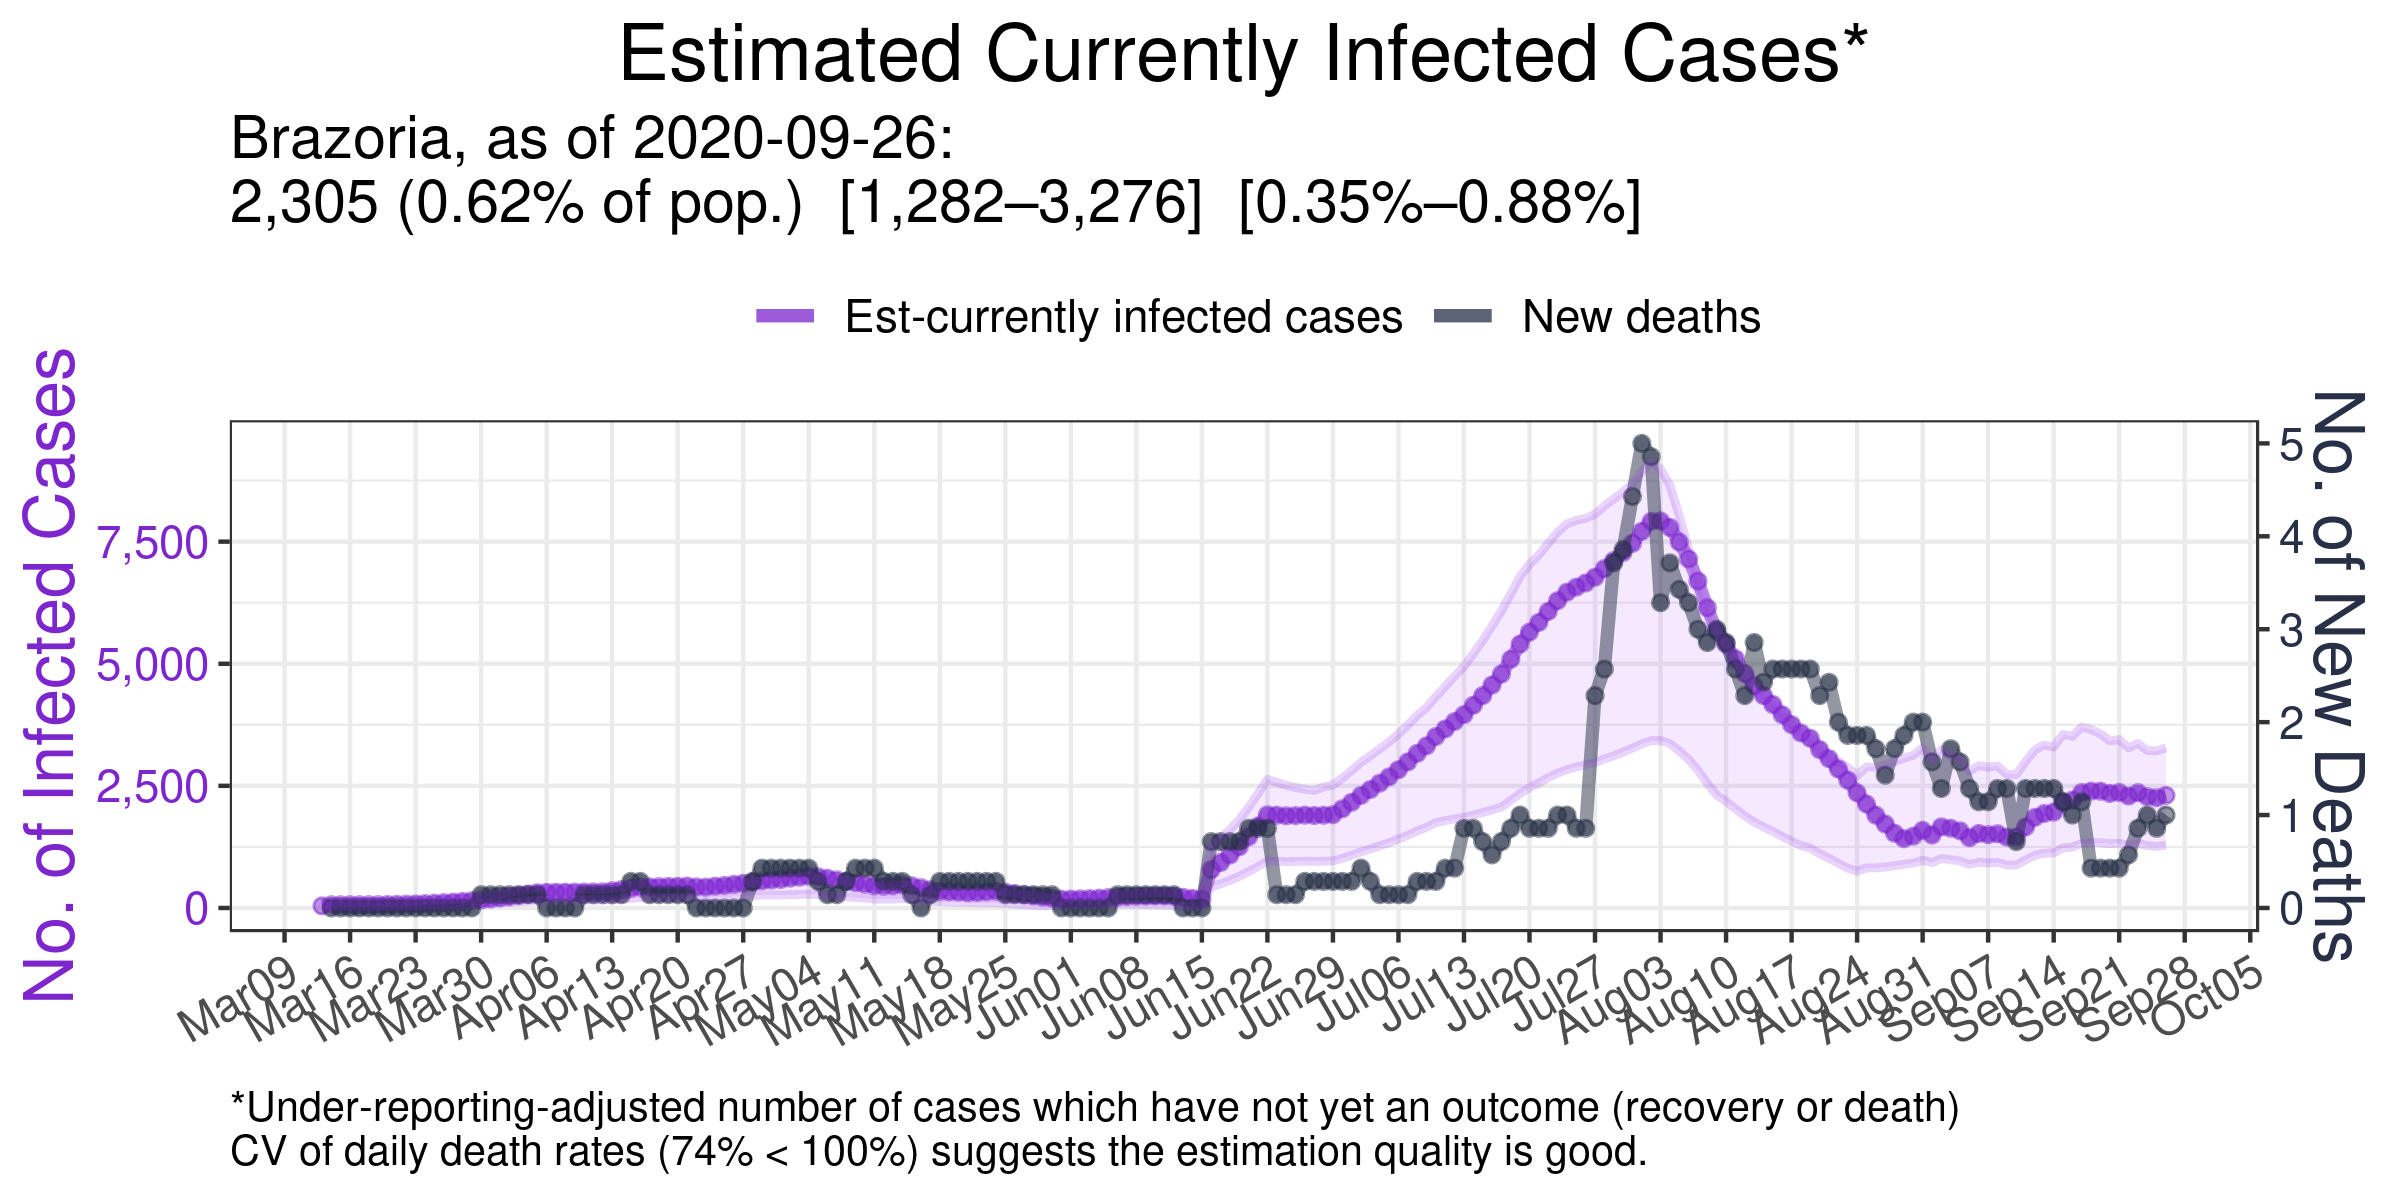 Estimated Currently Infected Cases*
Brazoria, as of 2020-09-26:
2,305 (0.62% of pop.)  [1,282–3,276]  [0.35%–0.88%]
Est-currently infected cases
New deaths
No. of Infected Cases
7,500
5,000
2,500
0
5
4
3
2
1
0
No. of New Deaths
Mar09
Mar16
Mar23
Mar30
Apr06
Apr13
Apr20
Apr27
May04
May11
May18
May25
Jun01
Jun08
Jun15
Jun22
Jun29
Jul06
Jul13
Jul20
Jul27
Aug03
Aug10
Aug17
Aug24
Aug31
Sep07
Sep14
Sep21
Sep28
Oct05
*Under-reporting-adjusted number of cases which have not yet an outcome (recovery or death)
CV of daily death rates (74% < 100%) suggests the estimation quality is good.